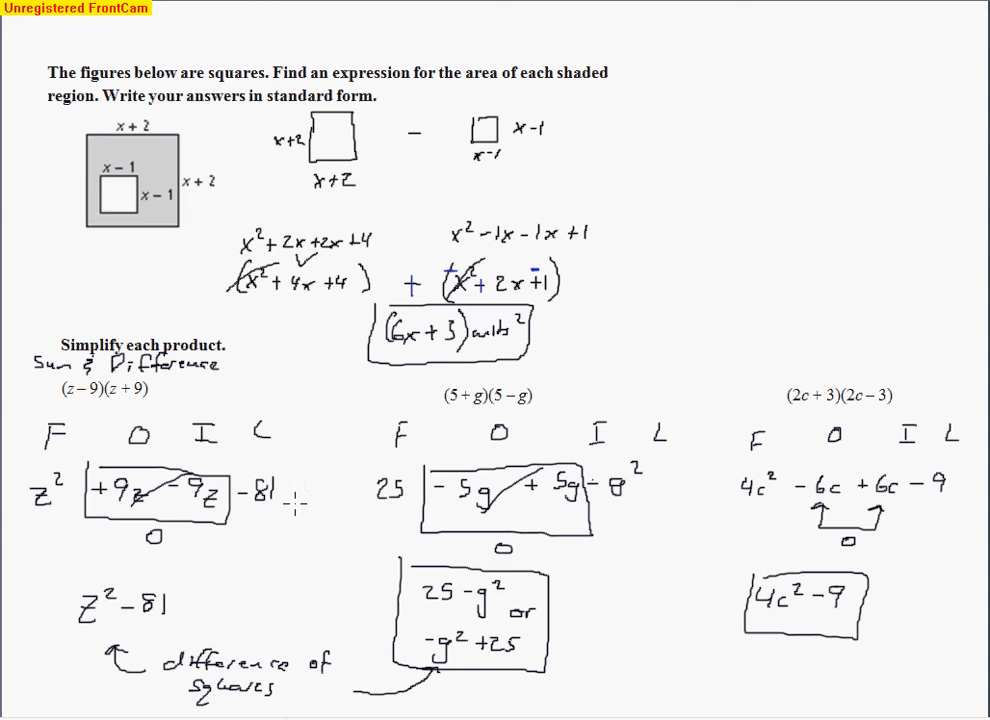 Unregistered FrontCam
The figures below are squares. Find an expression for the area of each shaded
region. Write your answers in standard form.
x + 2
x – 1
x – 1
x + 2
x+2
x+2
–
x-1
x-1
x² + 2x + 2x + 4
x² - 1x - 1x + 1
(x² + 4x + 4) + (x² + 2x + 1)
(6x + 3) units²
Simplify each product.
Sum & Difference
(z – 9)(z + 9)
(5 + g)(5 – g)
(2c + 3)(2c – 3)
F O I L
F O I L
F O I L
z² +9z - 9z - 81
25 - 5g + 5g - g²
4c² - 6c + 6c - 9
0
0
0
z² - 81
25 - g²
or
-g² + 25
4c² - 9
difference of
squares